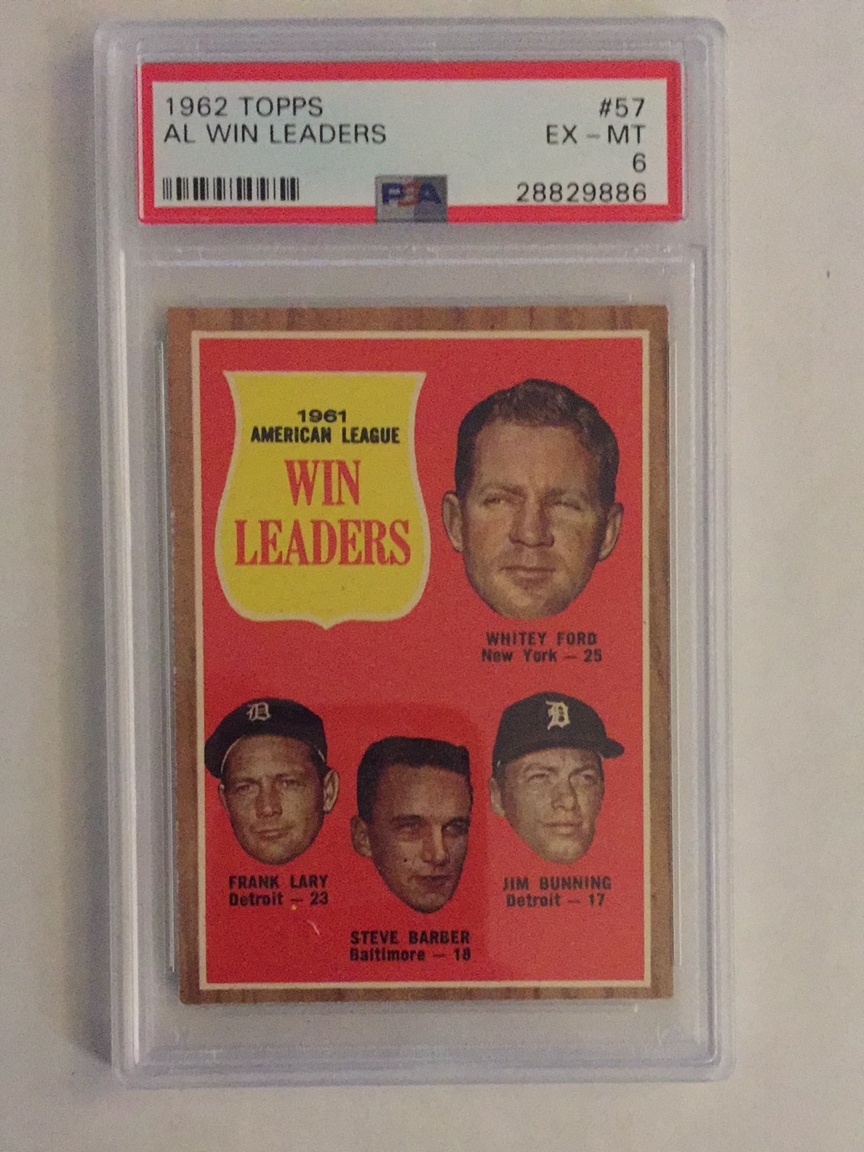 1962 TOPPS #57
AL WIN LEADERS EX - MT
6
PSA 28829886
1961
AMERICAN LEAGUE
WIN
LEADERS
WHITEY FORD
New York — 25
D
D
FRANK LARY
Detroit — 23
JIM BUNNING
Detroit — 17
STEVE BARBER
Baltimore — 18